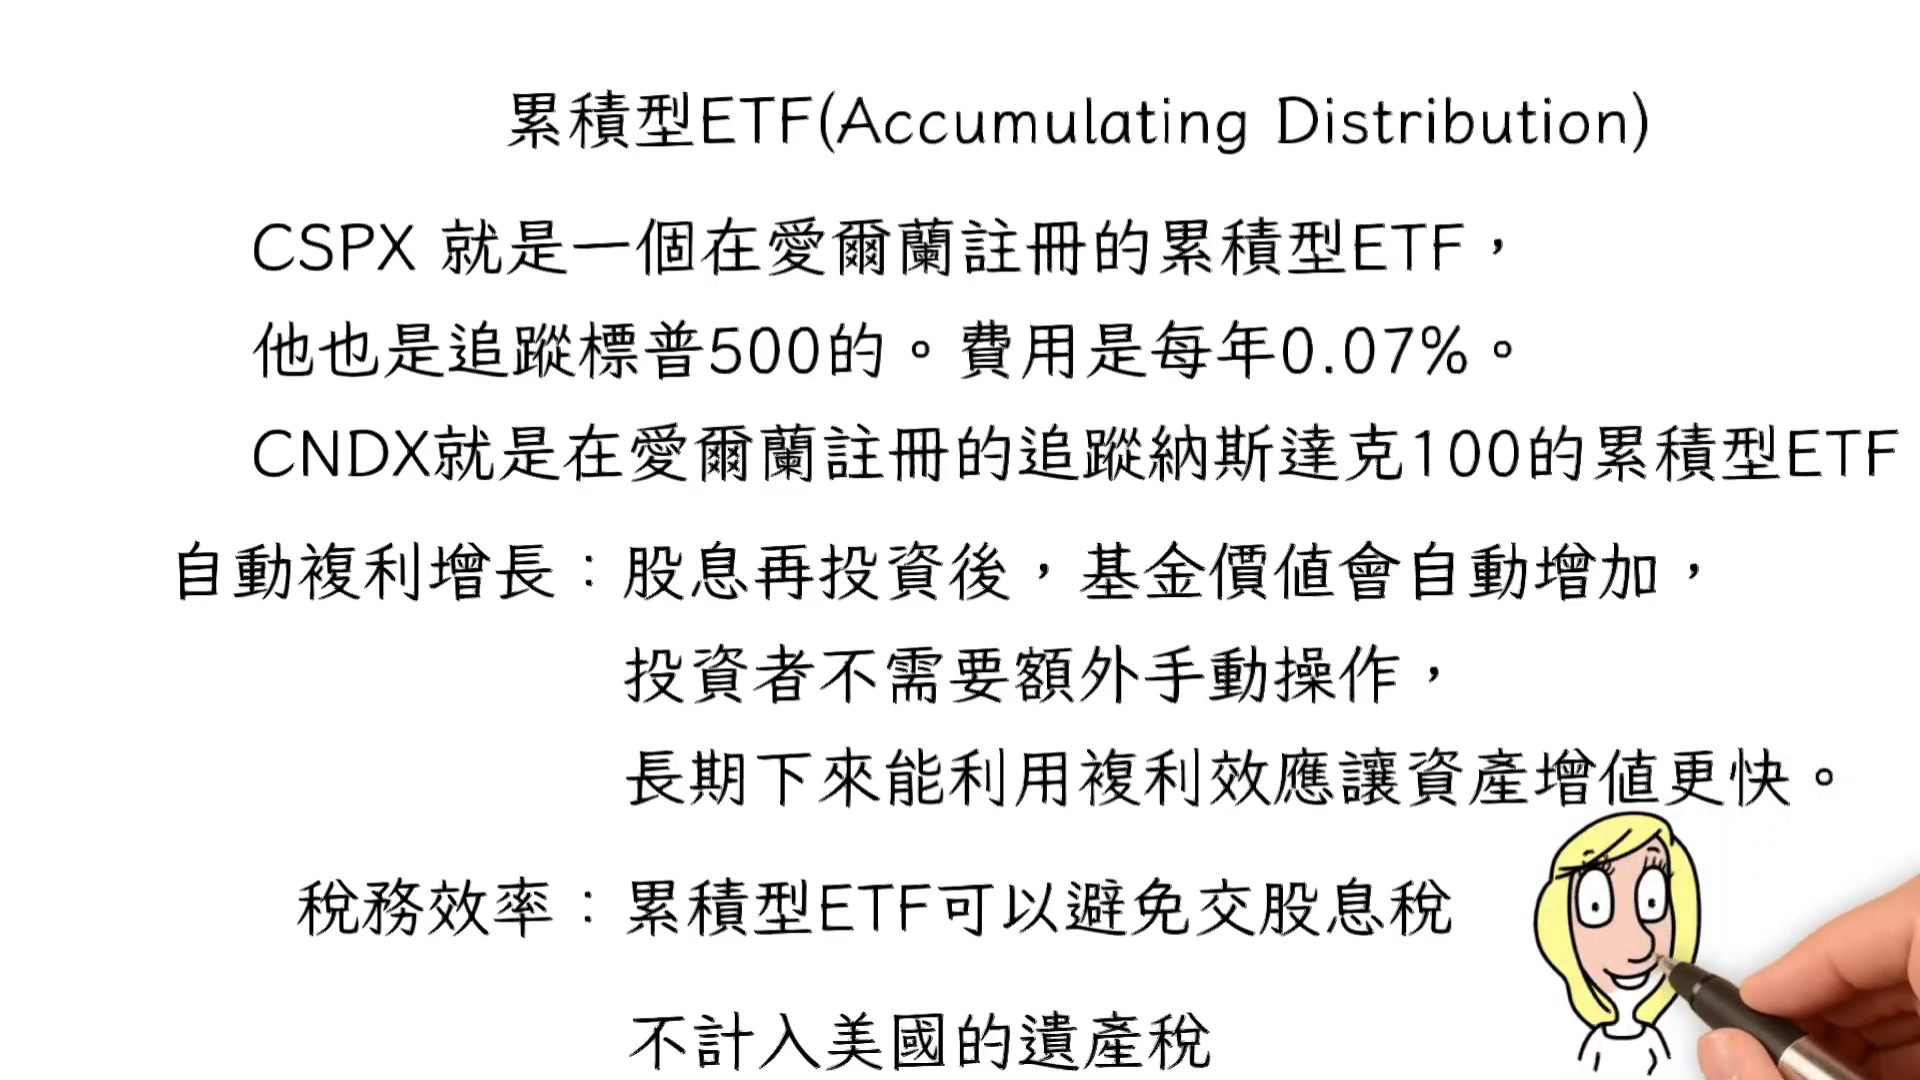 累積型ETF(Accumulating Distribution)
CSPX 就是一個在愛爾蘭註冊的累積型ETF，
他也是追蹤標普500的。費用是每年0.07%。
CNDX就是在愛爾蘭註冊的追蹤納斯達克100的累積型ETF
自動複利增長：股息再投資後，基金價值會自動增加，
投資者不需要額外手動操作，
長期下來能利用複利效應讓資產增值更快。
稅務效率：累積型ETF可以避免交股息稅
不計入美國的遺產稅